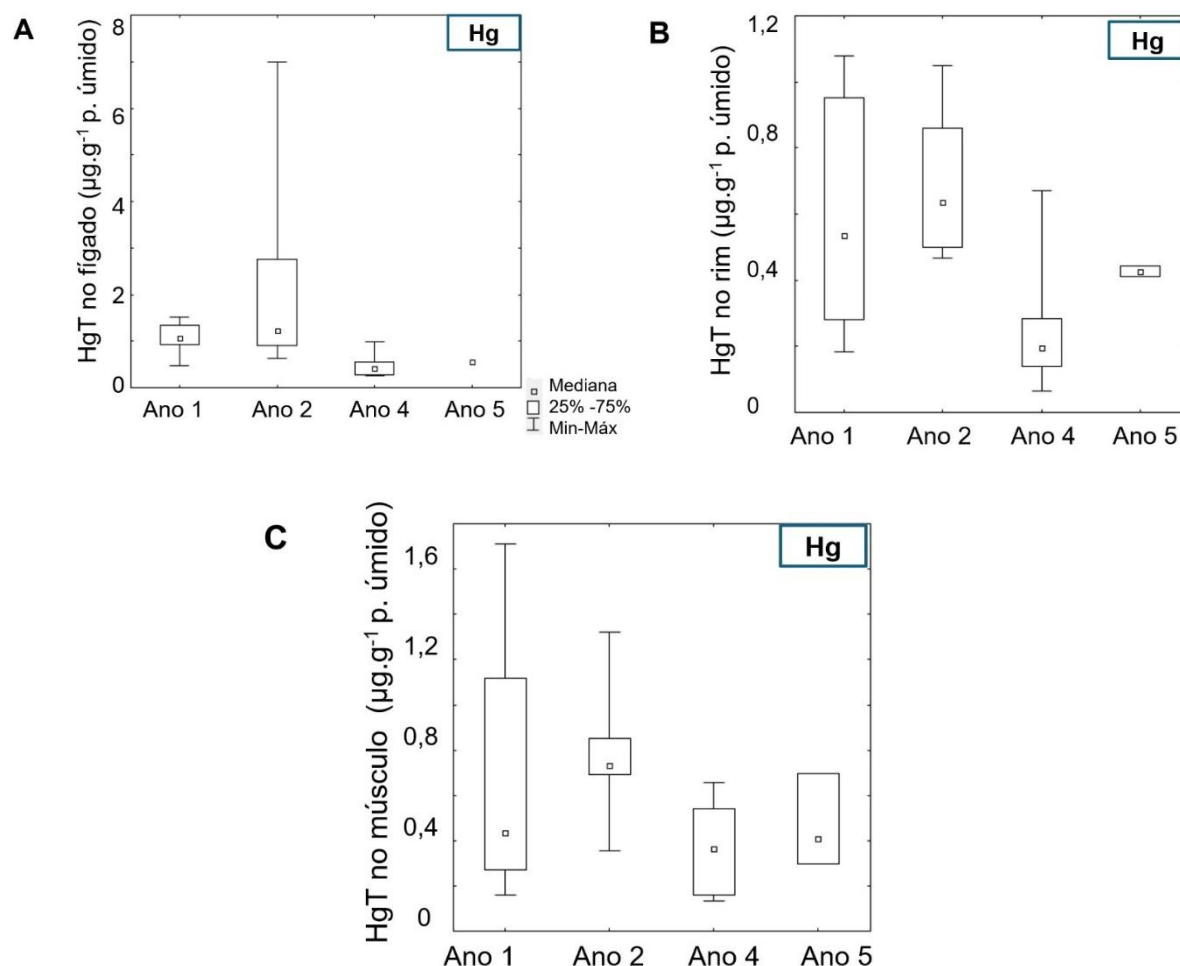 A
Hg
HgT no fígado (µg.g⁻¹ p. úmido)
8
6
4
2
0
Ano 1 Ano 2 Ano 4 Ano 5
Mediana
25% -75%
Min-Máx
B
Hg
HgT no rim (µg.g⁻¹ p. úmido)
1,2
0,8
0,4
0
Ano 1 Ano 2 Ano 4 Ano 5
C
Hg
HgT no músculo (µg.g⁻¹ p. úmido)
1,6
1,2
0,8
0,4
0
Ano 1 Ano 2 Ano 4 Ano 5